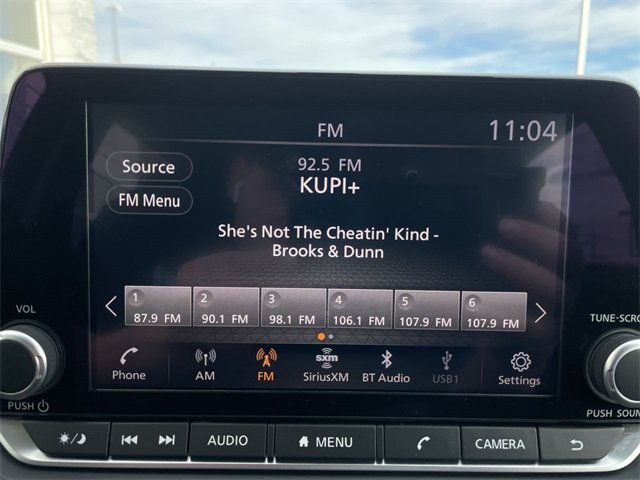 FM
11:04
Source
92.5 FM
KUPI+
FM Menu
She's Not The Cheatin' Kind -
Brooks & Dunn
1 2 3 4 5 6
87.9 FM 90.1 FM 98.1 FM 106.1 FM 107.9 FM 107.9 FM
VOL
TUNE·SCRO
sxm
Phone AM FM SiriusXM BT Audio USB1 Settings
PUSH
PUSH SOUN
AUDIO MENU CAMERA